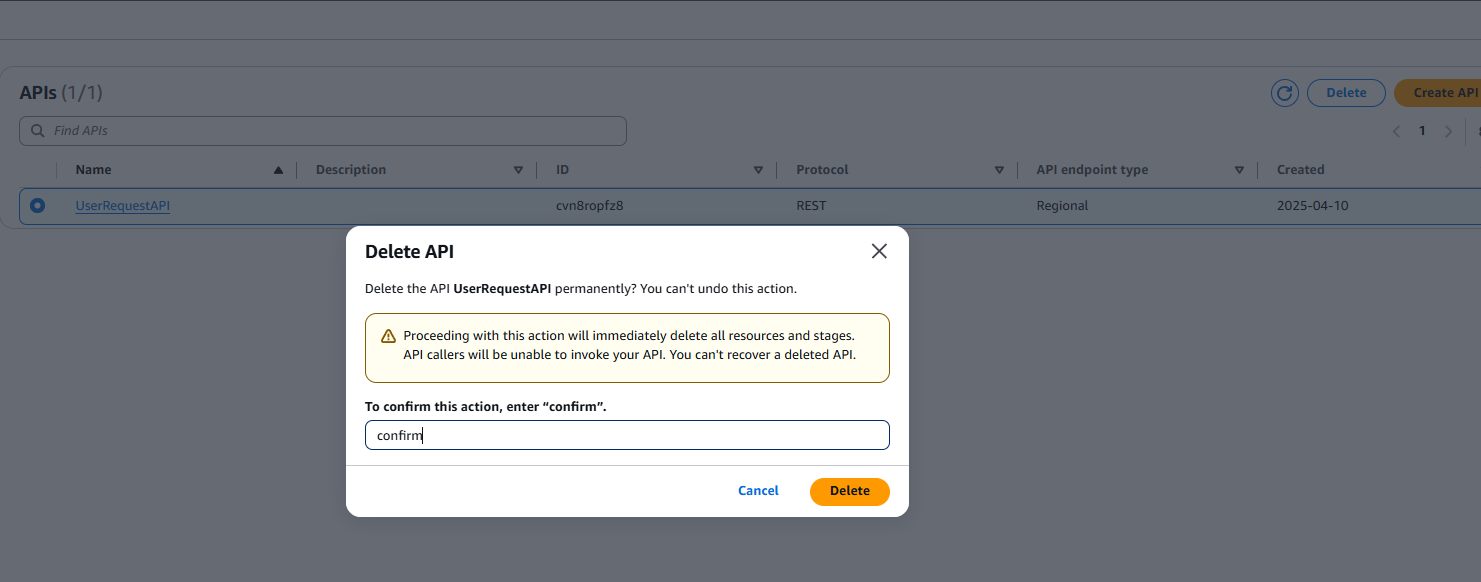 APIs (1/1)
Delete
Create API
Find APIs
1
Name Description ID Protocol API endpoint type Created
UserRequestAPI cvn8ropfz8 REST Regional 2025-04-10
Delete API
Delete the API UserRequestAPI permanently? You can't undo this action.
Proceeding with this action will immediately delete all resources and stages.
API callers will be unable to invoke your API. You can't recover a deleted API.
To confirm this action, enter “confirm”.
confirm
Cancel Delete